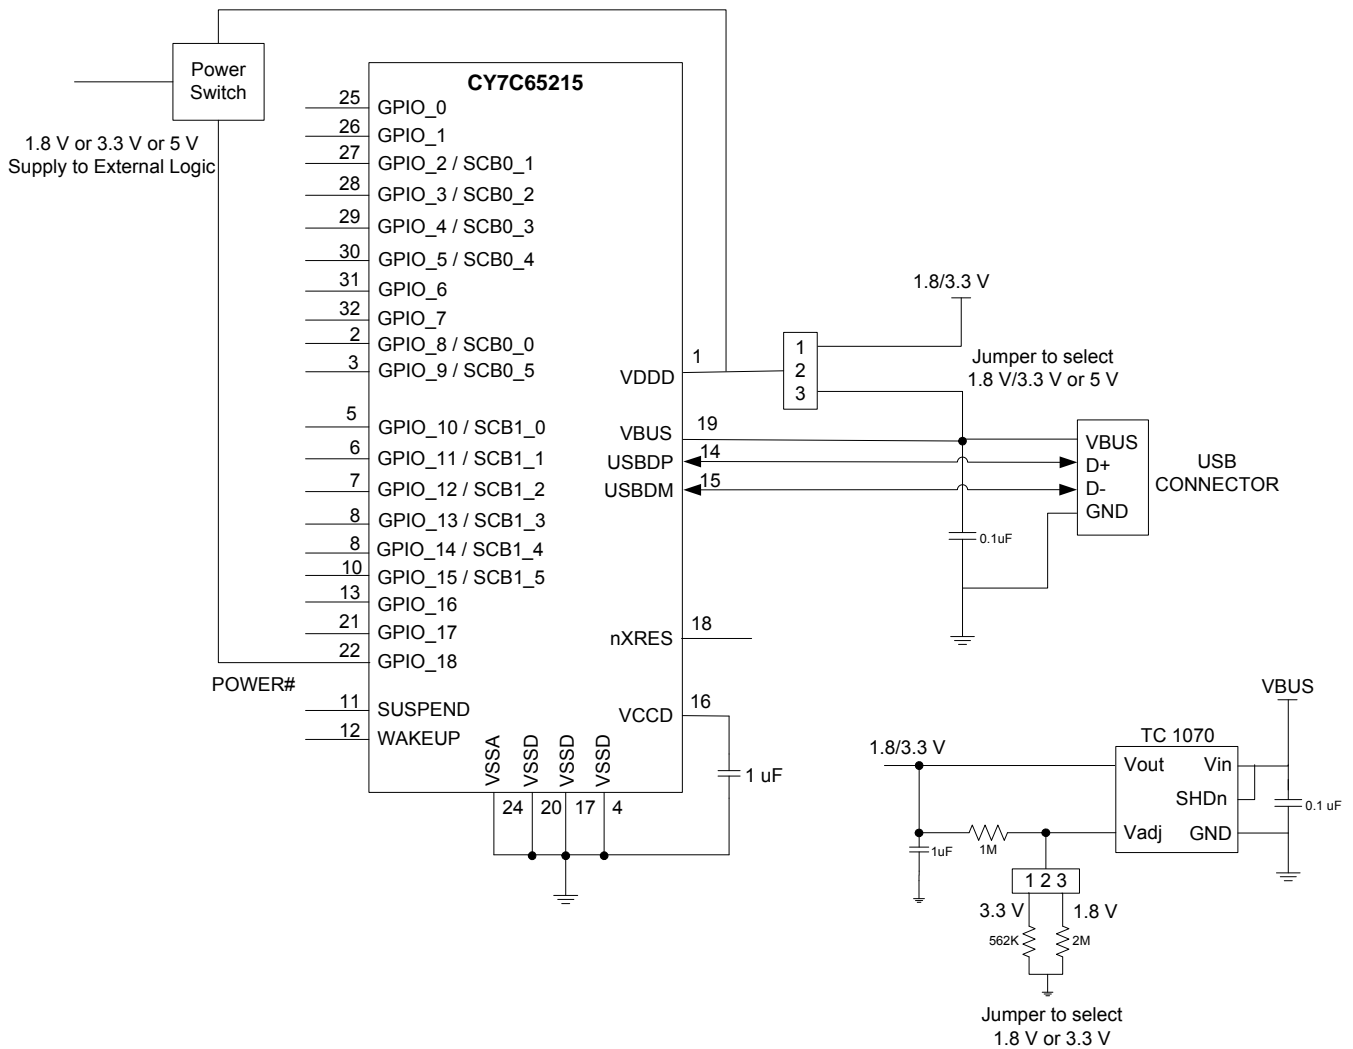 Power
Switch
1.8 V or 3.3 V or 5 V
Supply to External Logic
CY7C65215
25 GPIO_0
26 GPIO_1
27 GPIO_2 / SCB0_1
28 GPIO_3 / SCB0_2
29 GPIO_4 / SCB0_3
30 GPIO_5 / SCB0_4
31 GPIO_6
32 GPIO_7
2 GPIO_8 / SCB0_0
3 GPIO_9 / SCB0_5
5 GPIO_10 / SCB1_0
6 GPIO_11 / SCB1_1
7 GPIO_12 / SCB1_2
8 GPIO_13 / SCB1_3
8 GPIO_14 / SCB1_4
10 GPIO_15 / SCB1_5
13 GPIO_16
21 GPIO_17
22 GPIO_18
POWER#
11 SUSPEND
12 WAKEUP
VSSA
VSSD
VSSD
VSSD
24 20 17 4
VDDD 1
VBUS 19
USBDP 14
USBDM 15
nXRES 18
VCCD 16
1 uF
1.8/3.3 V
1
2
3
Jumper to select
1.8 V/3.3 V or 5 V
VBUS
D+
D-
GND
USB
CONNECTOR
0.1uF
VBUS
TC 1070
1.8/3.3 V
Vout Vin
SHDn
Vadj GND
0.1 uF
1uF
1M
1 2 3
3.3 V 1.8 V
562K 2M
Jumper to select
1.8 V or 3.3 V